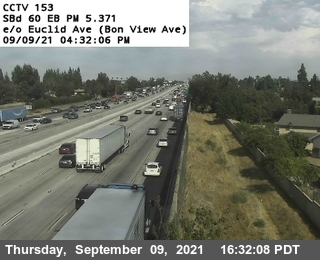 CCTV 153
SBd 60 EB PM 5.371
e/o Euclid Ave (Bon View Ave)
09/09/21 04:32:06 PM
Thursday, September 09, 2021 16:32:08 PDT